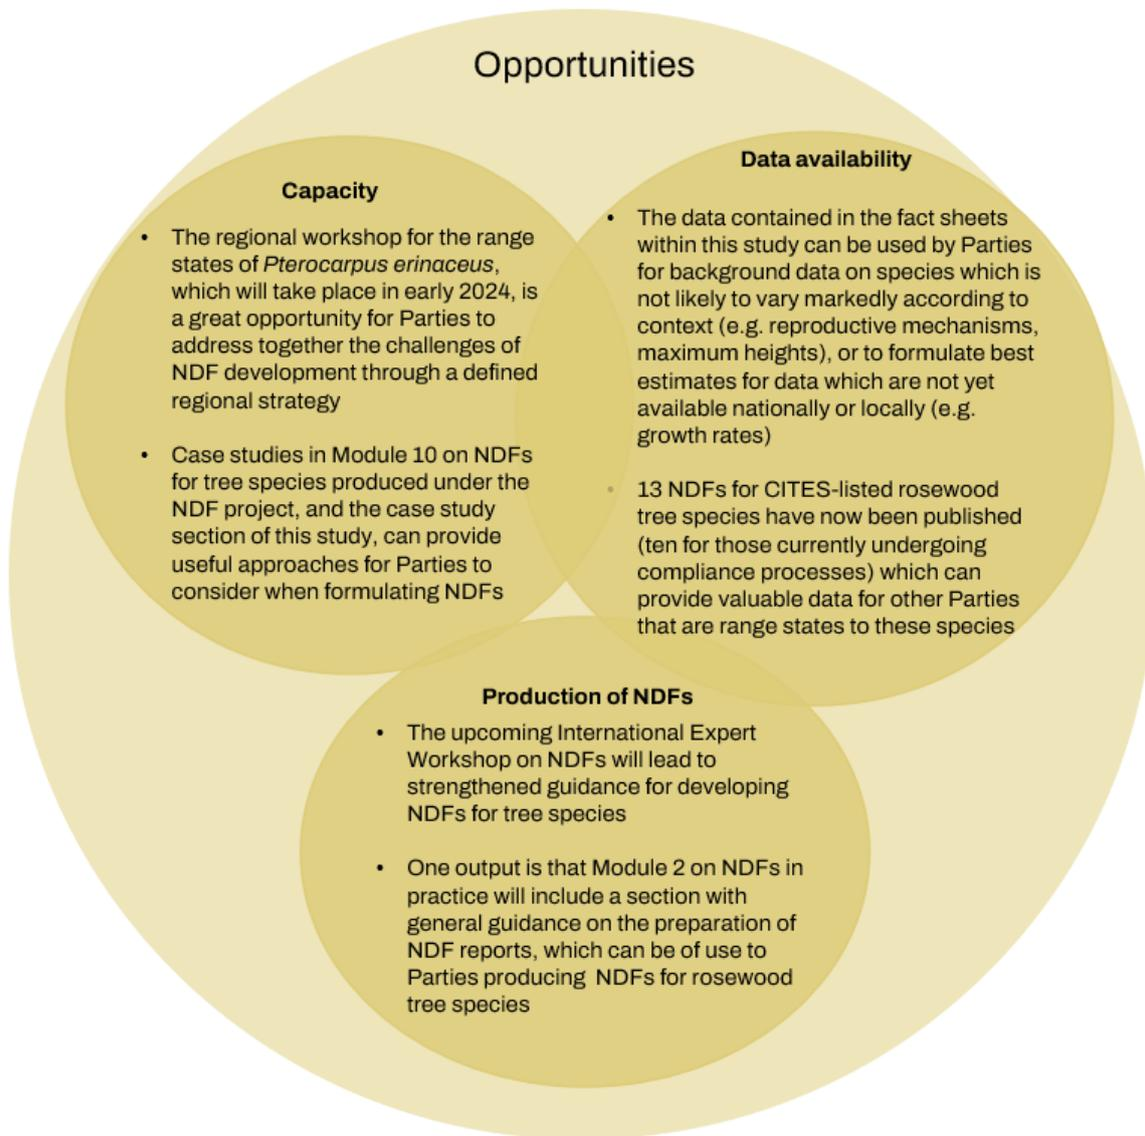 Opportunities
Capacity
• The regional workshop for the range
states of Pterocarpus erinaceus,
which will take place in early 2024, is
a great opportunity for Parties to
address together the challenges of
NDF development through a defined
regional strategy
• Case studies in Module 10 on NDFs
for tree species produced under the
NDF project, and the case study
section of this study, can provide
useful approaches for Parties to
consider when formulating NDFs
Data availability
• The data contained in the fact sheets
within this study can be used by Parties
for background data on species which is
not likely to vary markedly according to
context (e.g. reproductive mechanisms,
maximum heights), or to formulate best
estimates for data which are not yet
available nationally or locally (e.g.
growth rates)
• 13 NDFs for CITES-listed rosewood
tree species have now been published
(ten for those currently undergoing
compliance processes) which can
provide valuable data for other Parties
that are range states to these species
Production of NDFs
• The upcoming International Expert
Workshop on NDFs will lead to
strengthened guidance for developing
NDFs for tree species
• One output is that Module 2 on NDFs in
practice will include a section with
general guidance on the preparation of
NDF reports, which can be of use to
Parties producing NDFs for rosewood
tree species